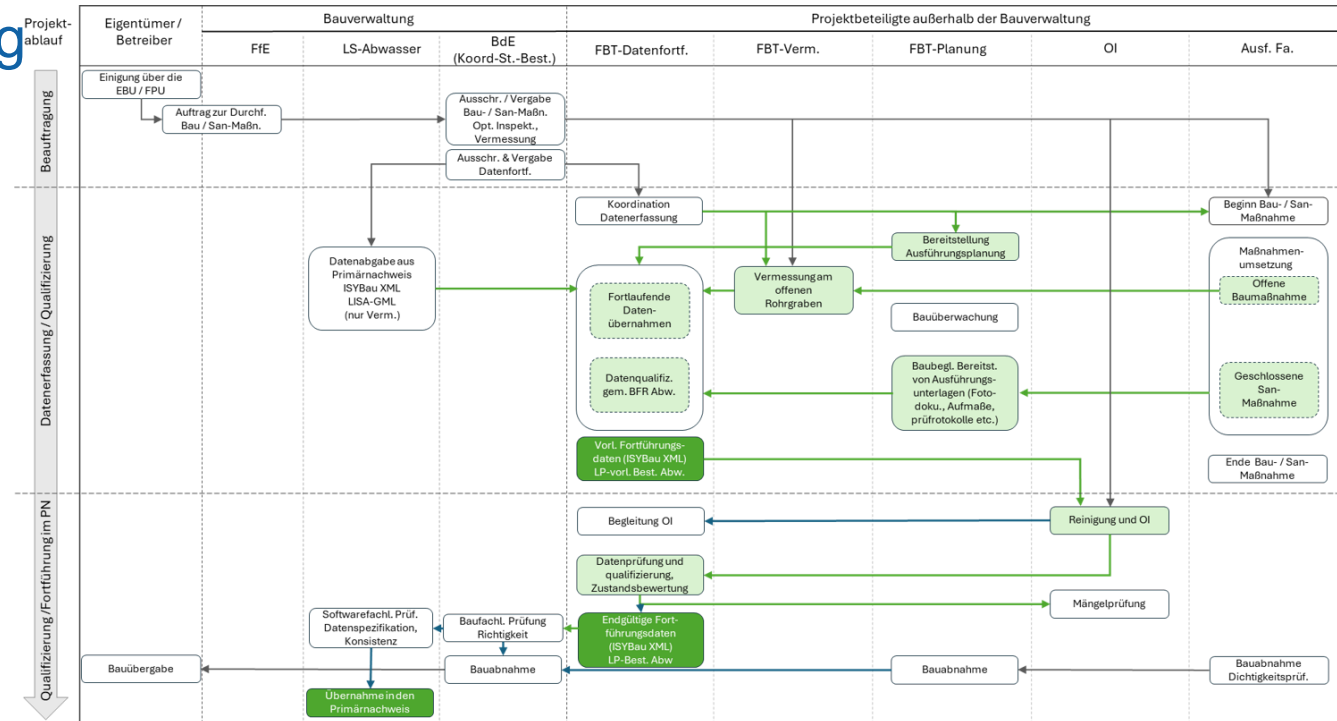 g
Projekt-
ablauf
Eigentümer /
Betreiber
Bauverwaltung
Projektbeteiligte außerhalb der Bauverwaltung
FfE
LS-Abwasser
BdE
(Koord-St.-Best.)
FBT-Datenfortf.
FBT-Verm.
FBT-Planung
OI
Ausf. Fa.
Beauftragung
Einigung über die
EBU / FPU
Auftrag zur Durchf.
Bau / San-Maßn.
Ausschr. / Vergabe
Bau- / San-Maßn.
Opt. Inspekt.,
Vermessung
Ausschr. & Vergabe
Datenfortf.
Datenerfassung / Qualifizierung
Koordination
Datenerfassung
Beginn Bau- / San-
Maßnahme
Bereitstellung
Ausführungsplanung
Datenabgabe aus
Primärnachweis
ISYBau XML
LISA-GML
(nur Verm.)
Fortlaufende
Daten-
übernahmen
Vermessung am
offenen
Rohrgraben
Maßnahmen-
umsetzung
Offene
Baumaßnahme
Bauüberwachung
Datenqualifiz.
gem. BFR Abw.
Baubegl. Bereitst.
von Ausführungs-
unterlagen (Foto-
doku., Aufmaße,
prüfrotokolle etc.)
Geschlossene
San-
Maßnahme
Vorl. Fortführungs-
daten (ISYBau XML)
LP-vorl. Best. Abw.
Ende Bau- / San-
Maßnahme
Qualifizierung /Fortführung im PN
Begleitung OI
Reinigung und OI
Datenprüfung und
qualifizierung,
Zustandsbewertung
Mängelprüfung
Softwarefachl. Prüf.
Datenspezifikation,
Konsistenz
Baufachl. Prüfung
Richtigkeit
Endgültige Fort-
führungsdaten
(ISYBau XML)
LP-Best. Abw
Bauübergabe
Bauabnahme
Bauabnahme
Bauabnahme
Dichtigkeitsprüf.
Übernahme in den
Primärnachweis